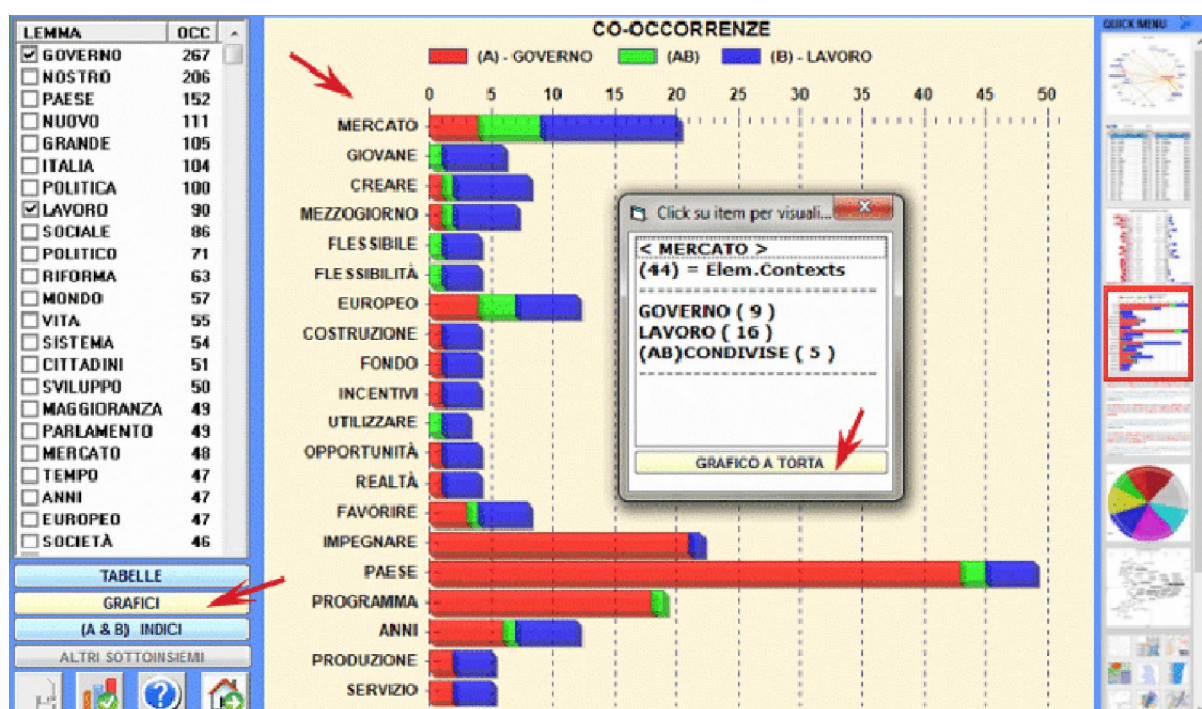 LEMMA OCC
GOVERNO 267
NOSTRO 206
PAESE 152
NUOVO 111
GRANDE 105
ITALIA 104
POLITICA 100
LAVORO 90
SOCIALE 86
POLITICO 71
RIFORMA 63
MONDO 57
VITA 55
SISTEMA 54
CITTADINI 51
SVILUPPO 50
MAGGIORANZA 49
PARLAMENTO 49
MERCATO 48
TEMPO 47
ANNI 47
EUROPEO 47
SOCIETÀ 46
TABELLE
GRAFICI
(A & B) INDICI
ALTRI SOTTOINSIEMI
CO-OCCORRENZE
(A) - GOVERNO (AB) (B) - LAVORO
0 5 10 15 20 25 30 35 40 45 50
MERCATO
GIOVANE
CREARE
MEZZOGIORNO
FLESSIBILE
FLESSIBILITÀ
EUROPEO
COSTRUZIONE
FONDO
INCENTIVI
UTILIZZARE
OPPORTUNITÀ
REALTÀ
FAVORIRE
IMPEGNARE
PAESE
PROGRAMMA
ANNI
PRODUZIONE
SERVIZIO
Click su item per visuali...
< MERCATO >
(44) = Elem.Contexts
GOVERNO ( 9 )
LAVORO ( 16 )
(AB)CONDIVISE ( 5 )
GRAFICO A TORTA
QUICK MENU